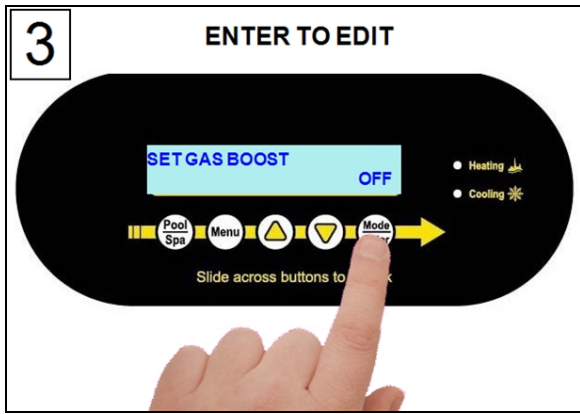 3
ENTER TO EDIT
SET GAS BOOST
OFF
Heating
Cooling
Pool
Spa
Menu
Mode
Slide across buttons to